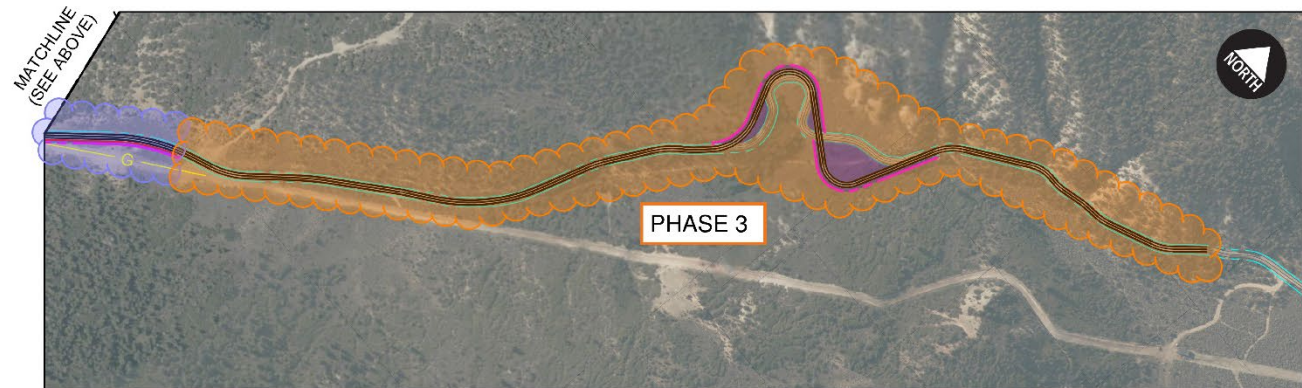 MATCHLINE
(SEE ABOVE)
NORTH
G
PHASE 3